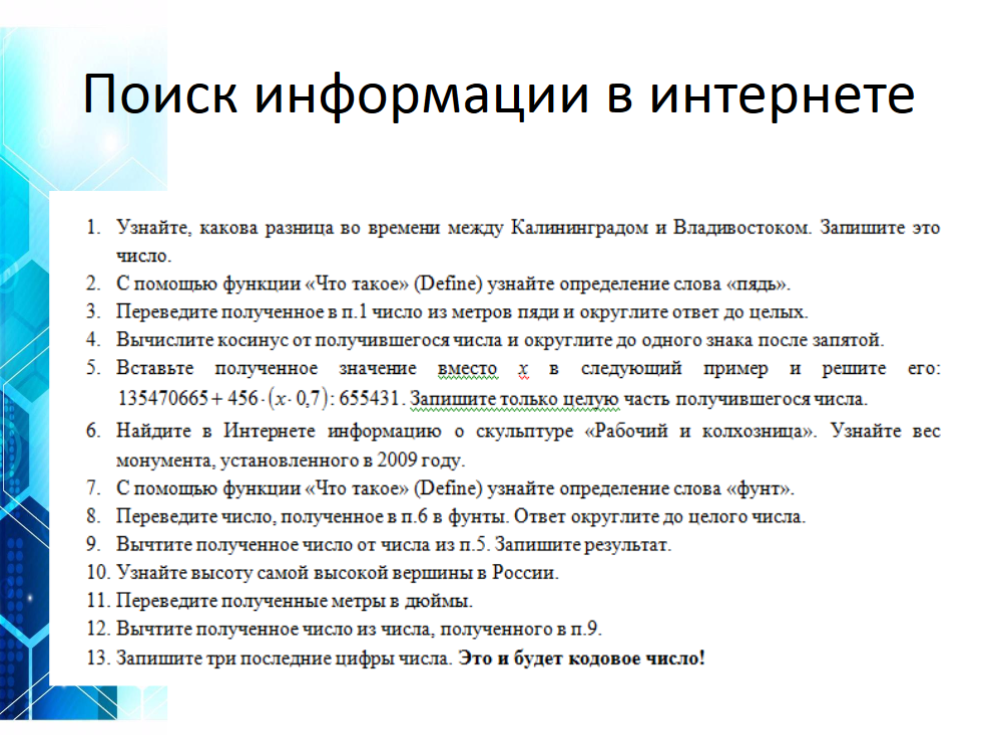 Поиск информации в интернете
1. Узнайте, какова разница во времени между Калининградом и Владивостоком. Запишите это
число.
2. С помощью функции «Что такое» (Define) узнайте определение слова «пядь».
3. Переведите полученное в п.1 число из метров пяди и округлите ответ до целых.
4. Вычислите косинус от получившегося числа и округлите до одного знака после запятой.
5. Вставьте полученное значение вместо x в следующий пример и решите его:
135470665 + 456 · (x · 0,7) : 655431. Запишите только целую часть получившегося числа.
6. Найдите в Интернете информацию о скульптуре «Рабочий и колхозница». Узнайте вес
монумента, установленного в 2009 году.
7. С помощью функции «Что такое» (Define) узнайте определение слова «фунт».
8. Переведите число, полученное в п.6 в фунты. Ответ округлите до целого числа.
9. Вычтите полученное число от числа из п.5. Запишите результат.
10. Узнайте высоту самой высокой вершины в России.
11. Переведите полученные метры в дюймы.
12. Вычтите полученное число из числа, полученного в п.9.
13. Запишите три последние цифры числа. Это и будет кодовое число!